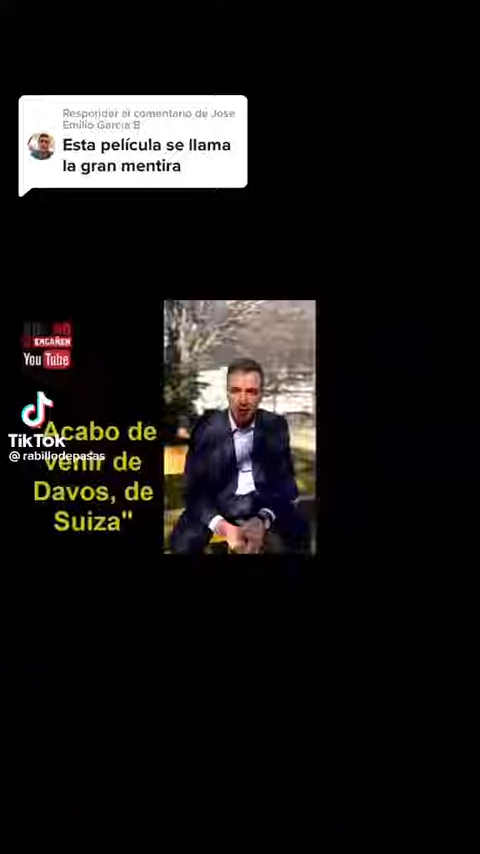 Responder al comentario de Jose
Emilio Garcia B
Esta película se llama
la gran mentira
ENGAÑEN
YouTube
TikTok
@rabillodepasas
"Acabo de
venir de
Davos, de
Suiza"